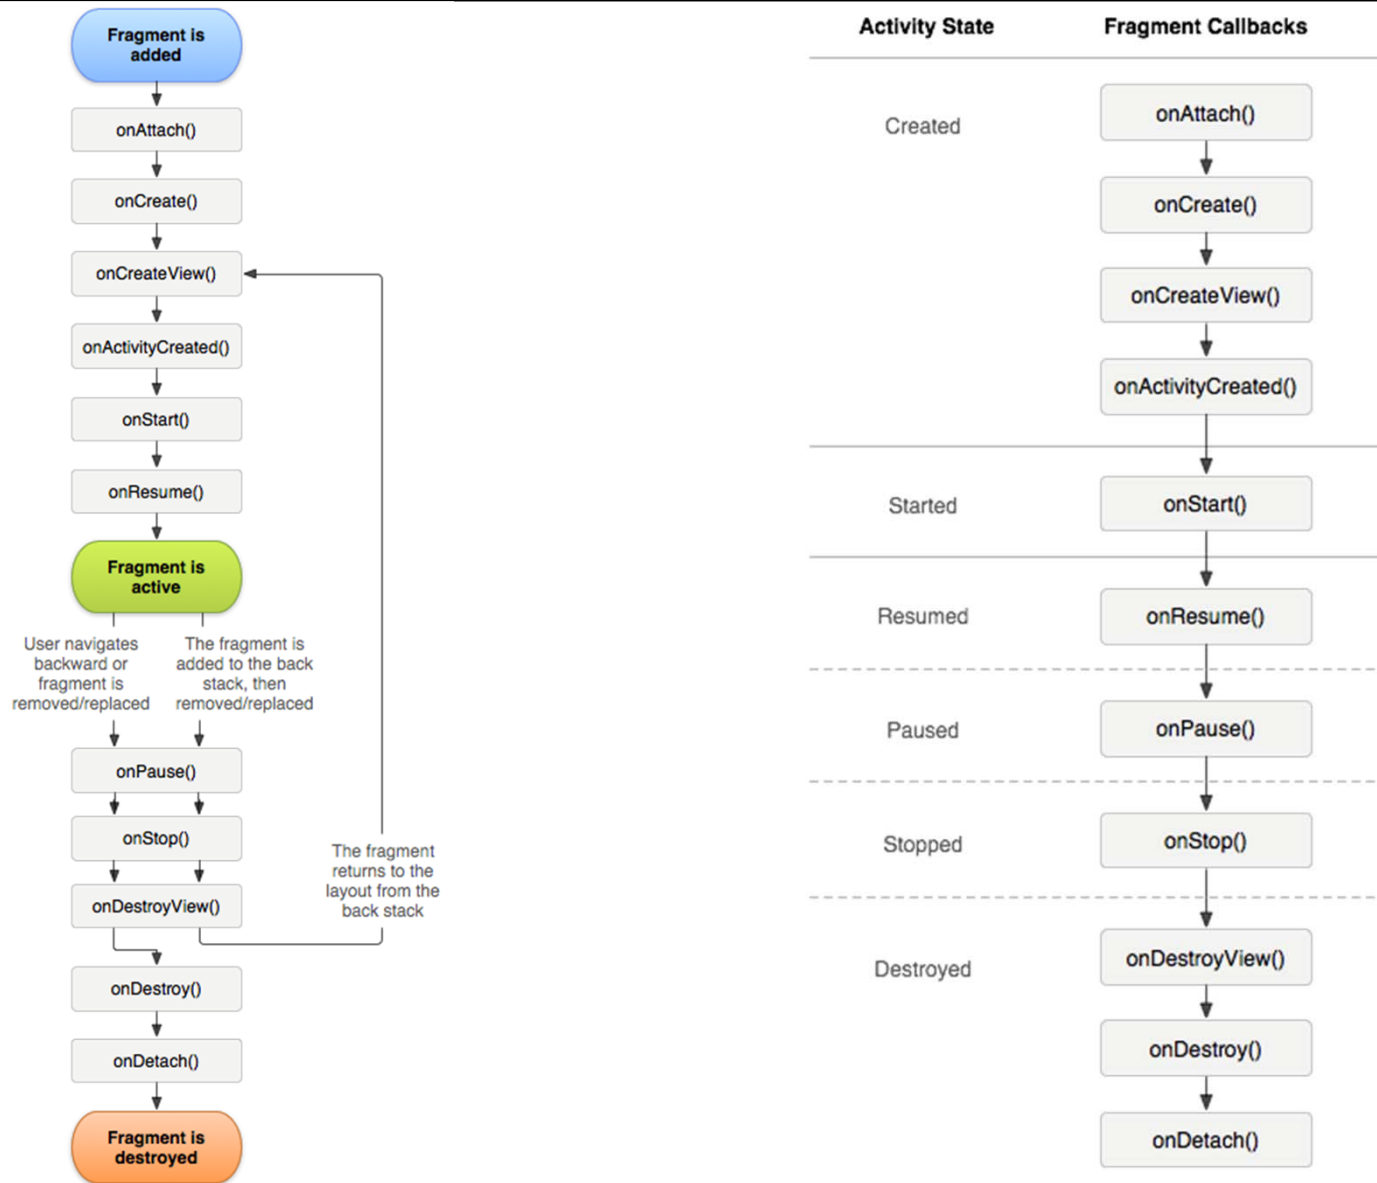 Fragment is
added
onAttach()
onCreate()
onCreateView()
onActivityCreated()
onStart()
onResume()
Fragment is
active
User navigates
backward or
fragment is
removed/replaced
The fragment is
added to the back
stack, then
removed/replaced
onPause()
onStop()
onDestroyView()
The fragment
returns to the
layout from the
back stack
onDestroy()
onDetach()
Fragment is
destroyed
Activity State
Fragment Callbacks
Created
onAttach()
onCreate()
onCreateView()
onActivityCreated()
Started
onStart()
Resumed
onResume()
Paused
onPause()
Stopped
onStop()
Destroyed
onDestroyView()
onDestroy()
onDetach()